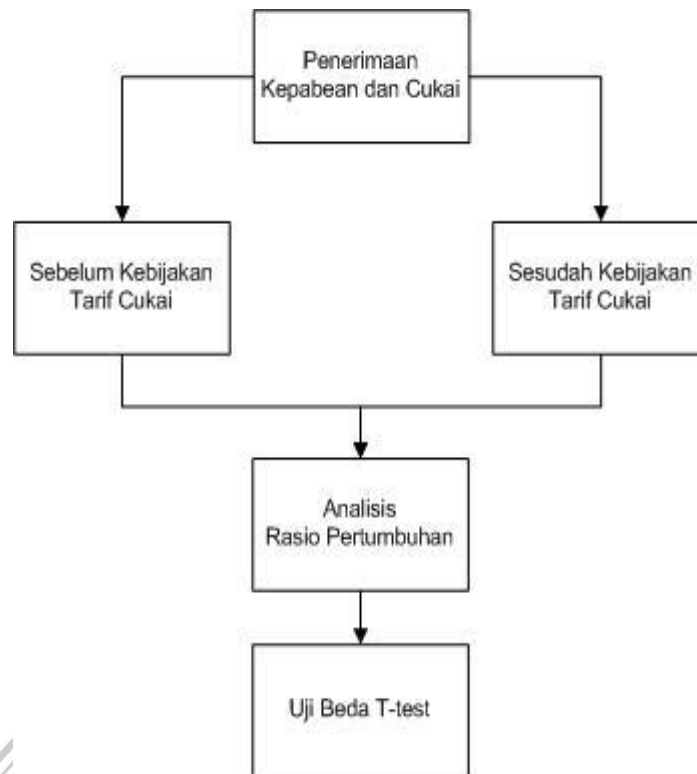 Penerimaan
Kepabean dan Cukai
Sebelum Kebijakan
Tarif Cukai
Sesudah Kebijakan
Tarif Cukai
Analisis
Rasio Pertumbuhan
Uji Beda T-test